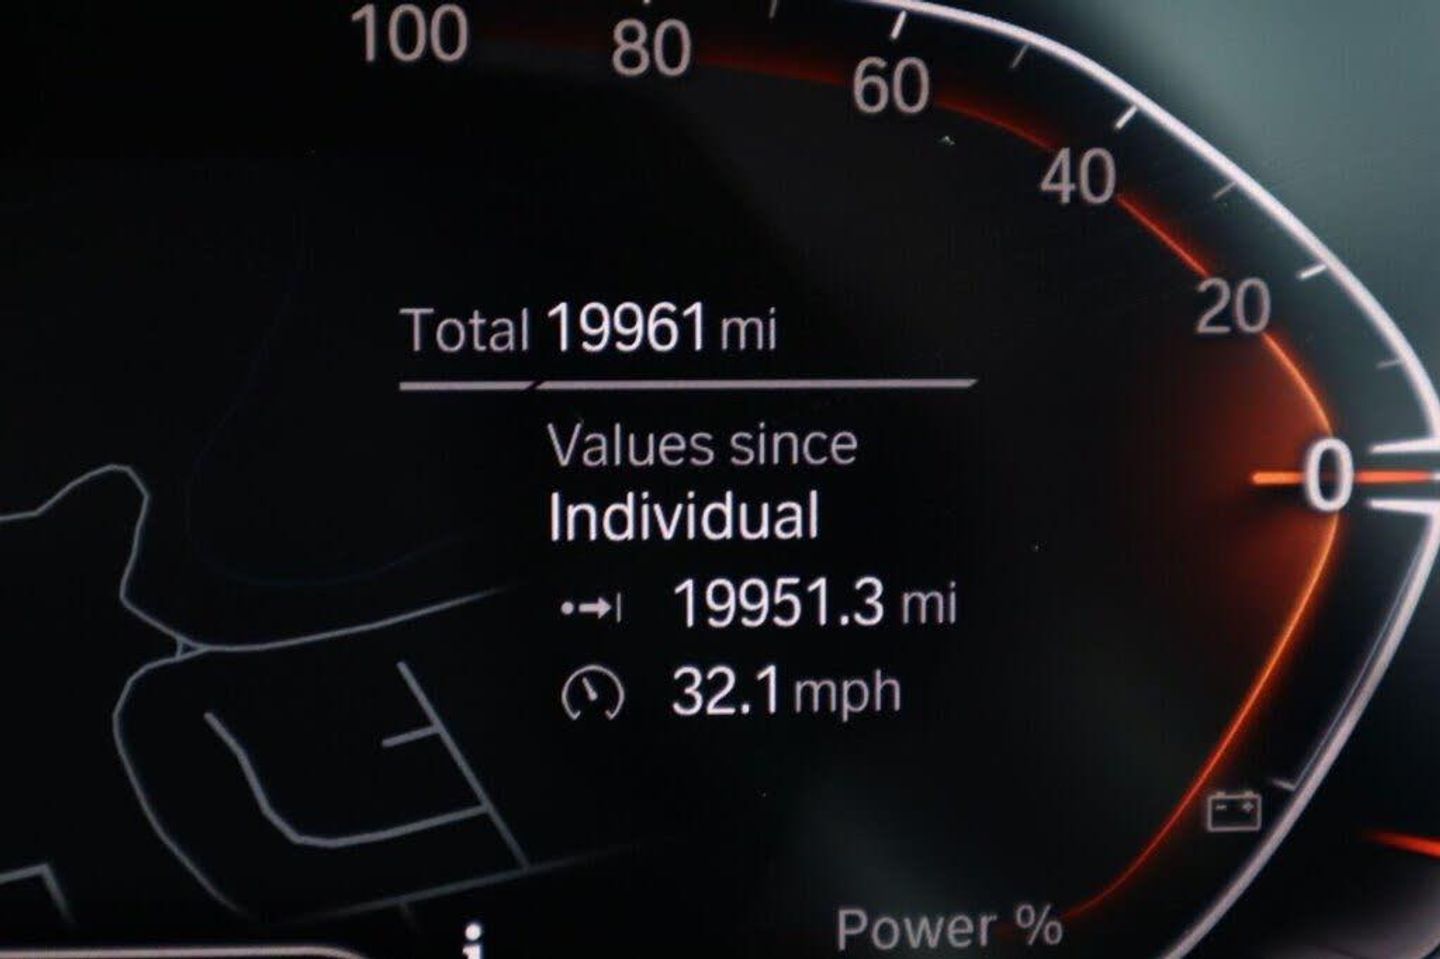 100
80
60
40
20
0
Total 19961 mi
Values since
Individual
19951.3 mi
32.1 mph
Power %
i